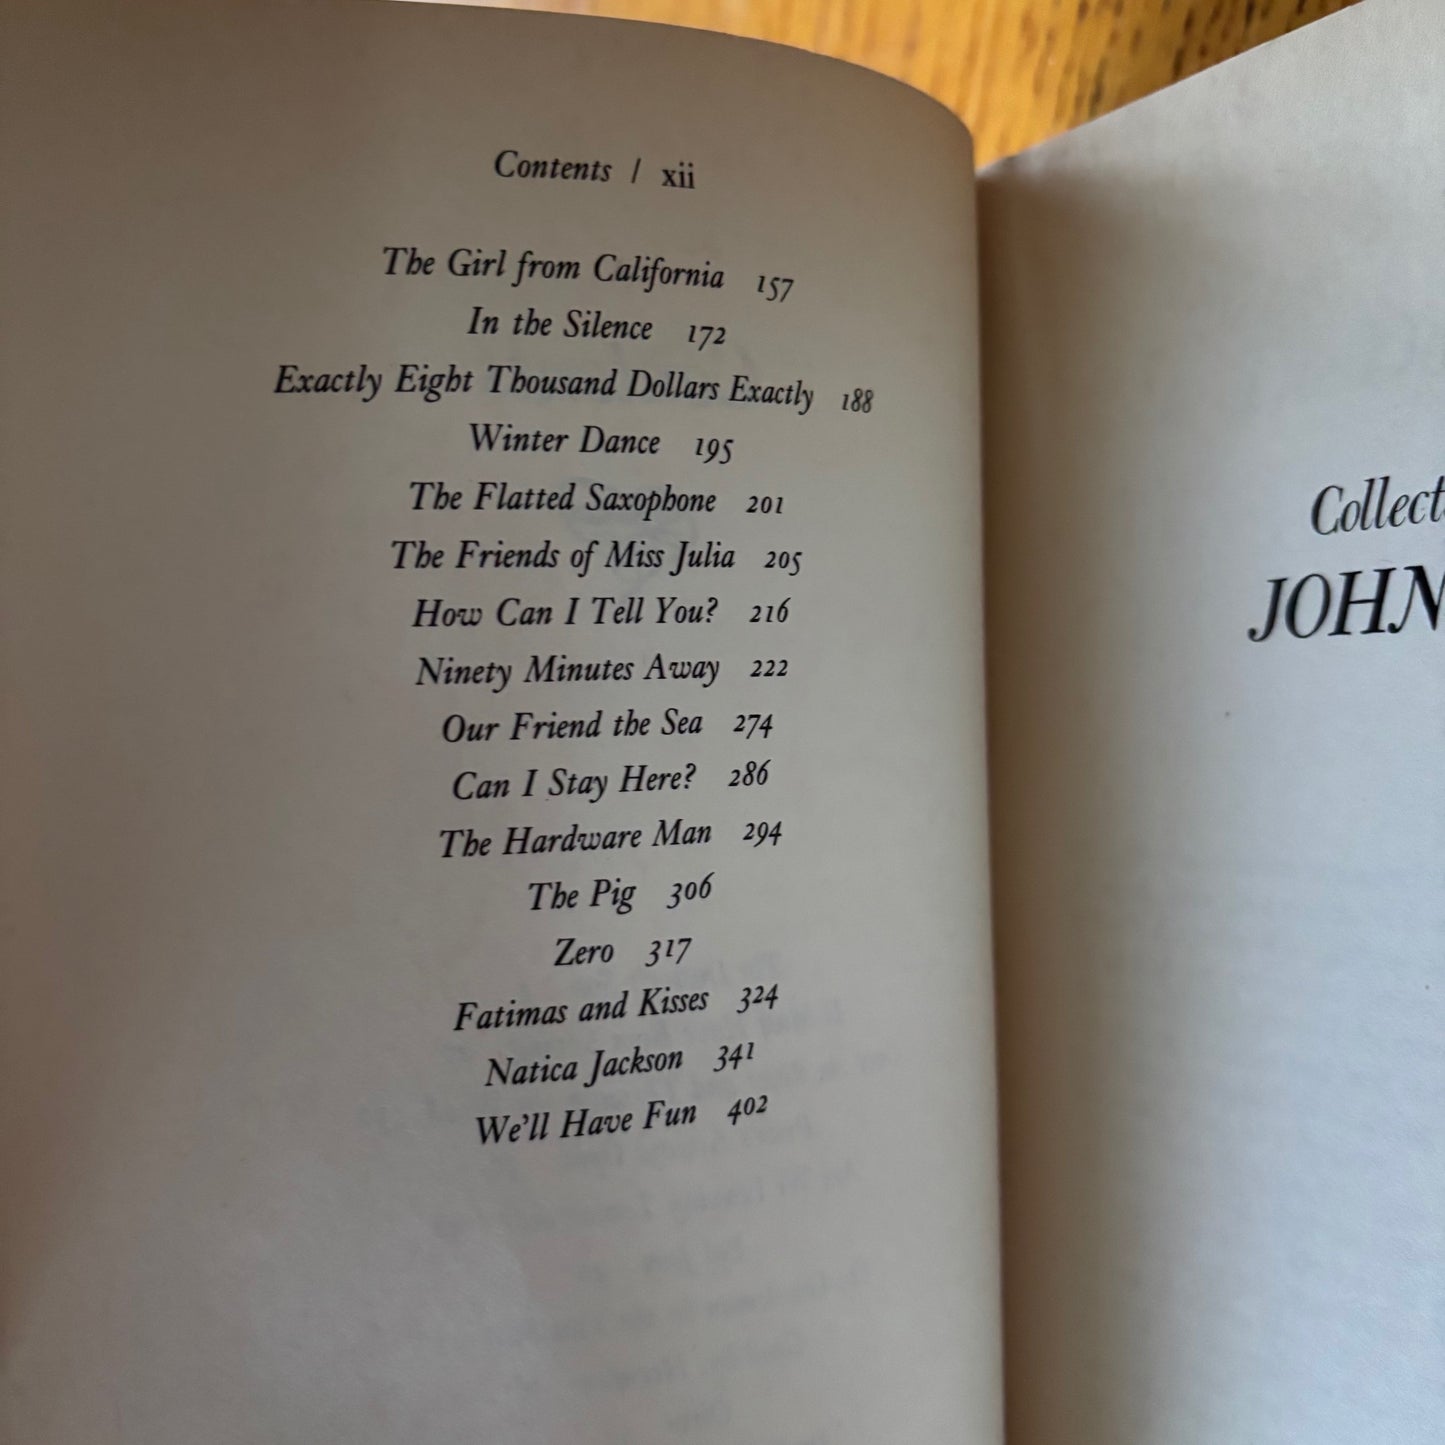 Contents / xii
The Girl from California 157
In the Silence 172
Exactly Eight Thousand Dollars Exactly 188
Winter Dance 195
The Flatted Saxophone 201
The Friends of Miss Julia 205
How Can I Tell You? 216
Ninety Minutes Away 222
Our Friend the Sea 274
Can I Stay Here? 286
The Hardware Man 294
The Pig 306
Zero 317
Fatimas and Kisses 324
Natica Jackson 341
We'll Have Fun 402
Collect
JOHN